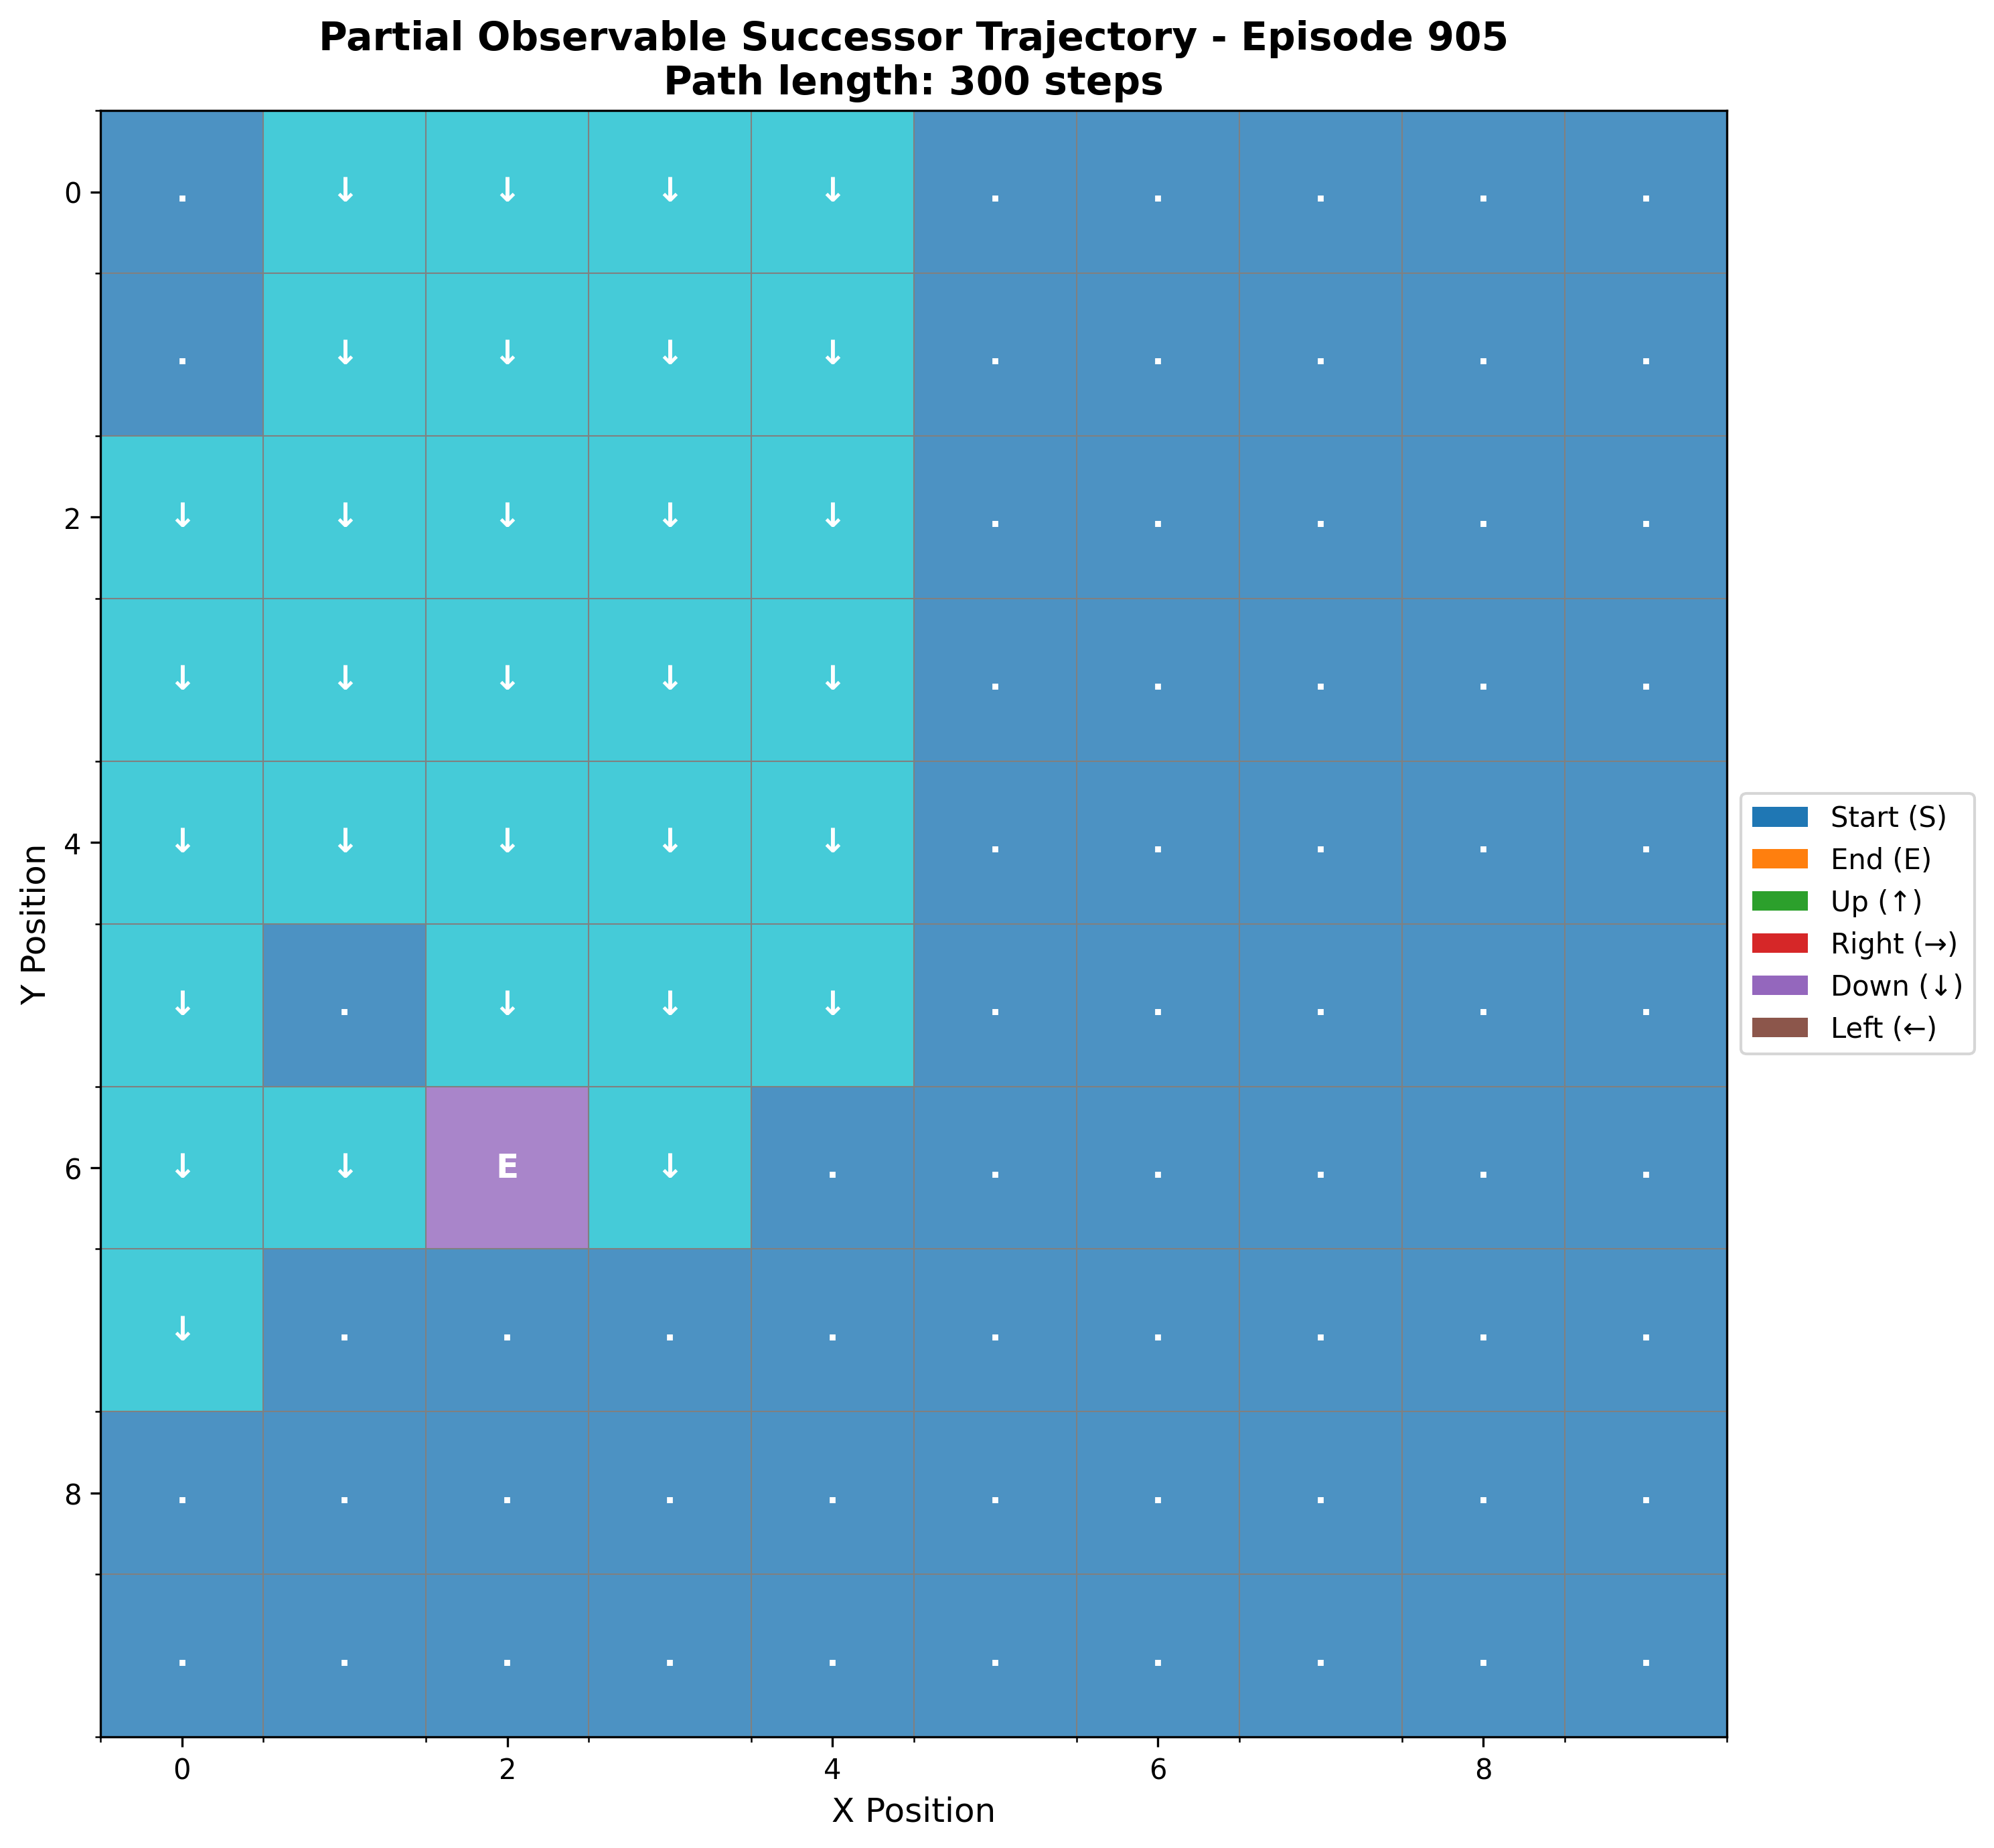 Partial Observable Successor Trajectory - Episode 905
Path length: 300 steps
0 . ↓ ↓ ↓ ↓ . . . . .
. ↓ ↓ ↓ ↓ . . . . .
2 ↓ ↓ ↓ ↓ ↓ . . . . .
↓ ↓ ↓ ↓ ↓ . . . . .
4 ↓ ↓ ↓ ↓ ↓ . . . . .
↓ . ↓ ↓ ↓ . . . . .
6 ↓ ↓ E ↓ . . . . . .
↓ . . . . . . . . .
8 . . . . . . . . . .
. . . . . . . . . .
0 2 4 6 8
X Position
Y Position
Start (S)
End (E)
Up (↑)
Right (→)
Down (↓)
Left (←)